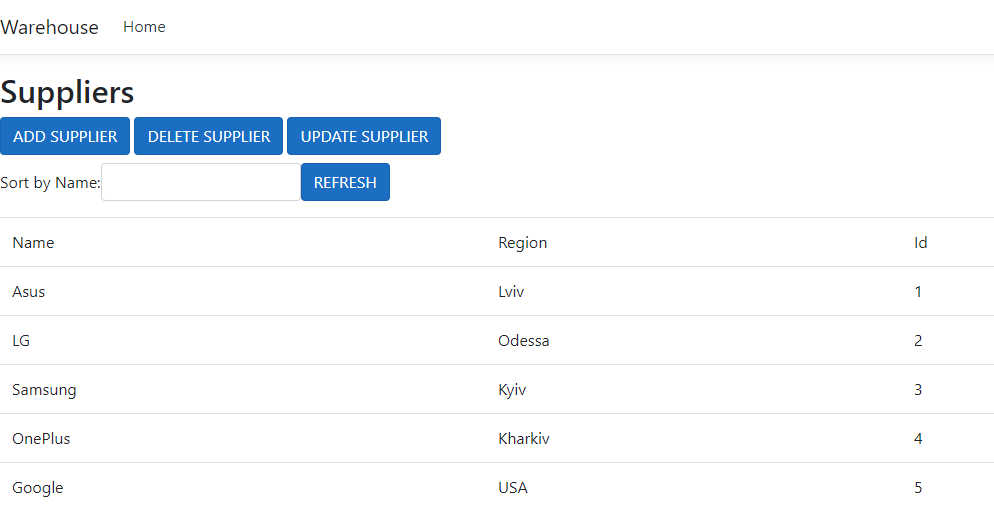 Warehouse Home
Suppliers
ADD SUPPLIER DELETE SUPPLIER UPDATE SUPPLIER
Sort by Name: REFRESH
Name Region Id
Asus Lviv 1
LG Odessa 2
Samsung Kyiv 3
OnePlus Kharkiv 4
Google USA 5